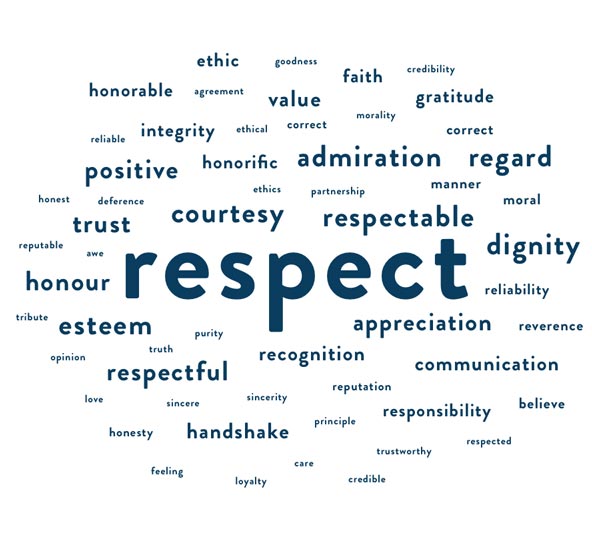 ethic
goodness
faith
credibility
honorable
agreement
value
gratitude
morality
reliable
integrity
ethical
correct
correct
positive
honorific
admiration
regard
ethics
partnership
manner
honest
deference
moral
trust
courtesy
respectable
reputable
awe
dignity
honour
respect
reliability
tribute
esteem
appreciation
reverence
purity
opinion
truth
recognition
communication
respectful
reputation
love
sincere
sincerity
responsibility
believe
honesty
handshake
principle
respected
trustworthy
feeling
care
loyalty
credible